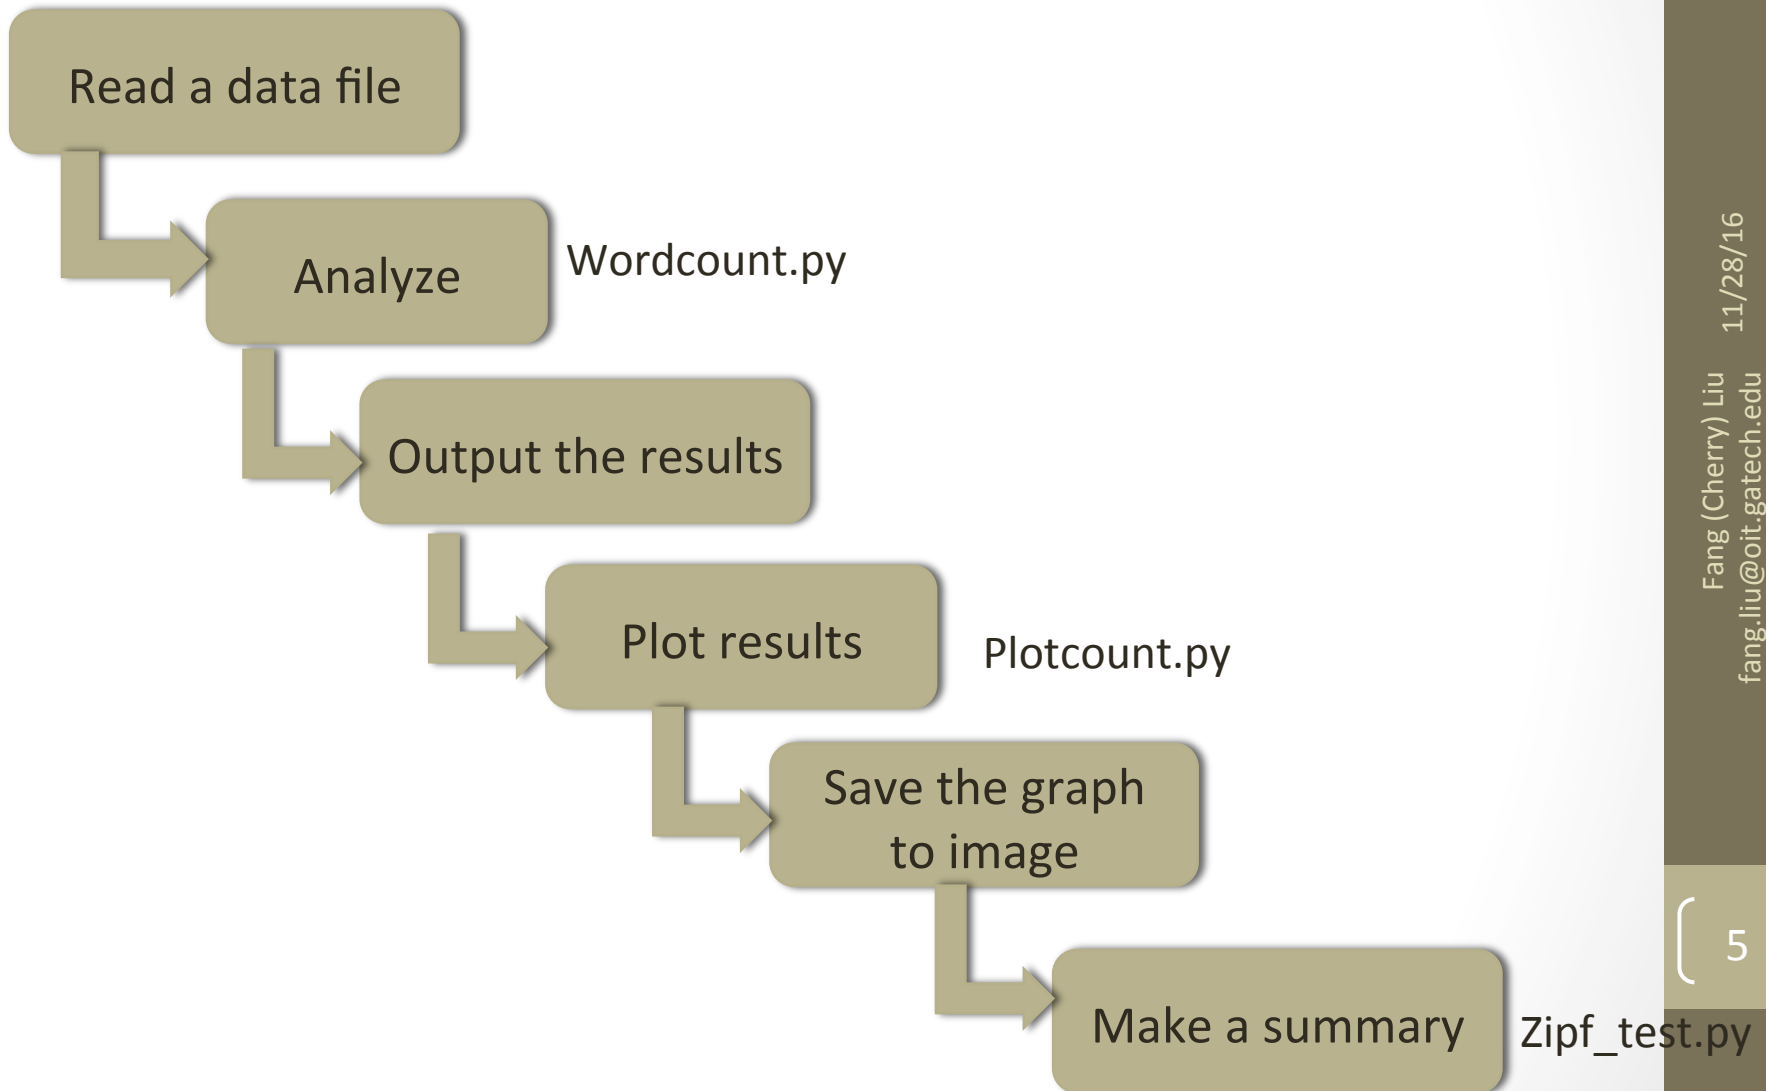 Read a data file
Analyze
Wordcount.py
Output the results
Plot results
Plotcount.py
Save the graph
to image
Make a summary
Zipf_test.py
Fang (Cherry) Liu 11/28/16
fang.liu@oit.gatech.edu
5